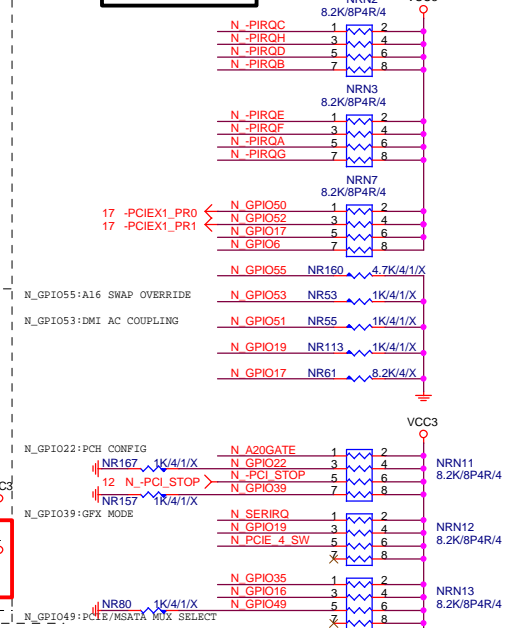 NRN2
8.2K/8P4R/4
N_-PIRQC 1 2
N_-PIRQH 3 4
N_-PIRQD 5 6
N_-PIRQB 7 8
NRN3
8.2K/8P4R/4
N_-PIRQE 1 2
N_-PIRQF 3 4
N_-PIRQA 5 6
N_-PIRQG 7 8
NRN7
8.2K/8P4R/4
17 -PCIEX1_PR0 N_GPIO50 1 2
17 -PCIEX1_PR1 N_GPIO52 3 4
N_GPIO17 5 6
N_GPIO6 7 8
N_GPIO55 NR160 4.7K/4/1/X
N_GPIO55:A16 SWAP OVERRIDE N_GPIO53 NR53 1K/4/1/X
N_GPIO53:DMI AC COUPLING N_GPIO51 NR55 1K/4/1/X
N_GPIO19 NR113 1K/4/1/X
N_GPIO17 NR61 8.2K/4/X
VCC3
N_GPIO22:PCH CONFIG N_A20GATE 1 2
NR167 1K/4/1/X N_GPIO22 3 4 NRN11
12 N_-PCI_STOP N_-PCI_STOP 5 6 8.2K/8P4R/4
NR157 1K/4/1/X N_GPIO39 7 8
N_GPIO39:GFX MODE N_SERIRQ 1 2
N_GPIO19 3 4 NRN12
N_PCIE_4_SW 5 6 8.2K/8P4R/4
7 8
N_GPIO35 1 2
N_GPIO16 3 4 NRN13
NR80 1K/4/1/X N_GPIO49 5 6 8.2K/8P4R/4
N_GPIO49:PCIE/MSATA MUX SELECT 7 8